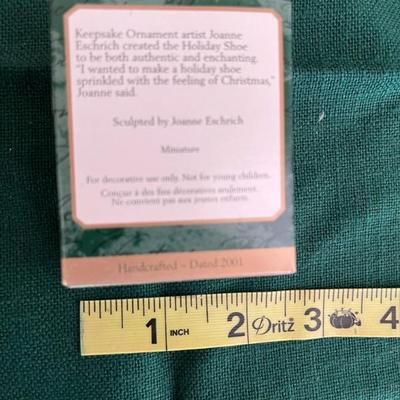 Keepsake Ornament artist Joanne
Eschrich created the Holiday Shoe
to be both authentic and enchanting.
"I wanted to make a holiday shoe
sprinkled with the feeling of Christmas,"
Joanne said.
Sculpted by Joanne Eschrich
Miniature
For decorative use only. Not for young children.
Conçur à des fins décoratives seulement.
Ne convient pas aux jeunes enfants.
Handcrafted – Dated 2001
1 INCH 2 Dritz 3 4